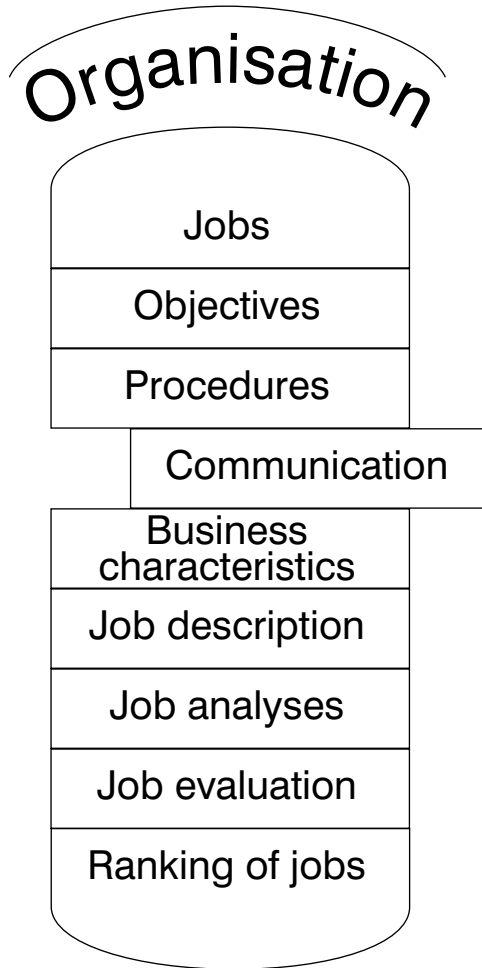 Organisation
Jobs
Objectives
Procedures
Communication
Business
characteristics
Job description
Job analyses
Job evaluation
Ranking of jobs